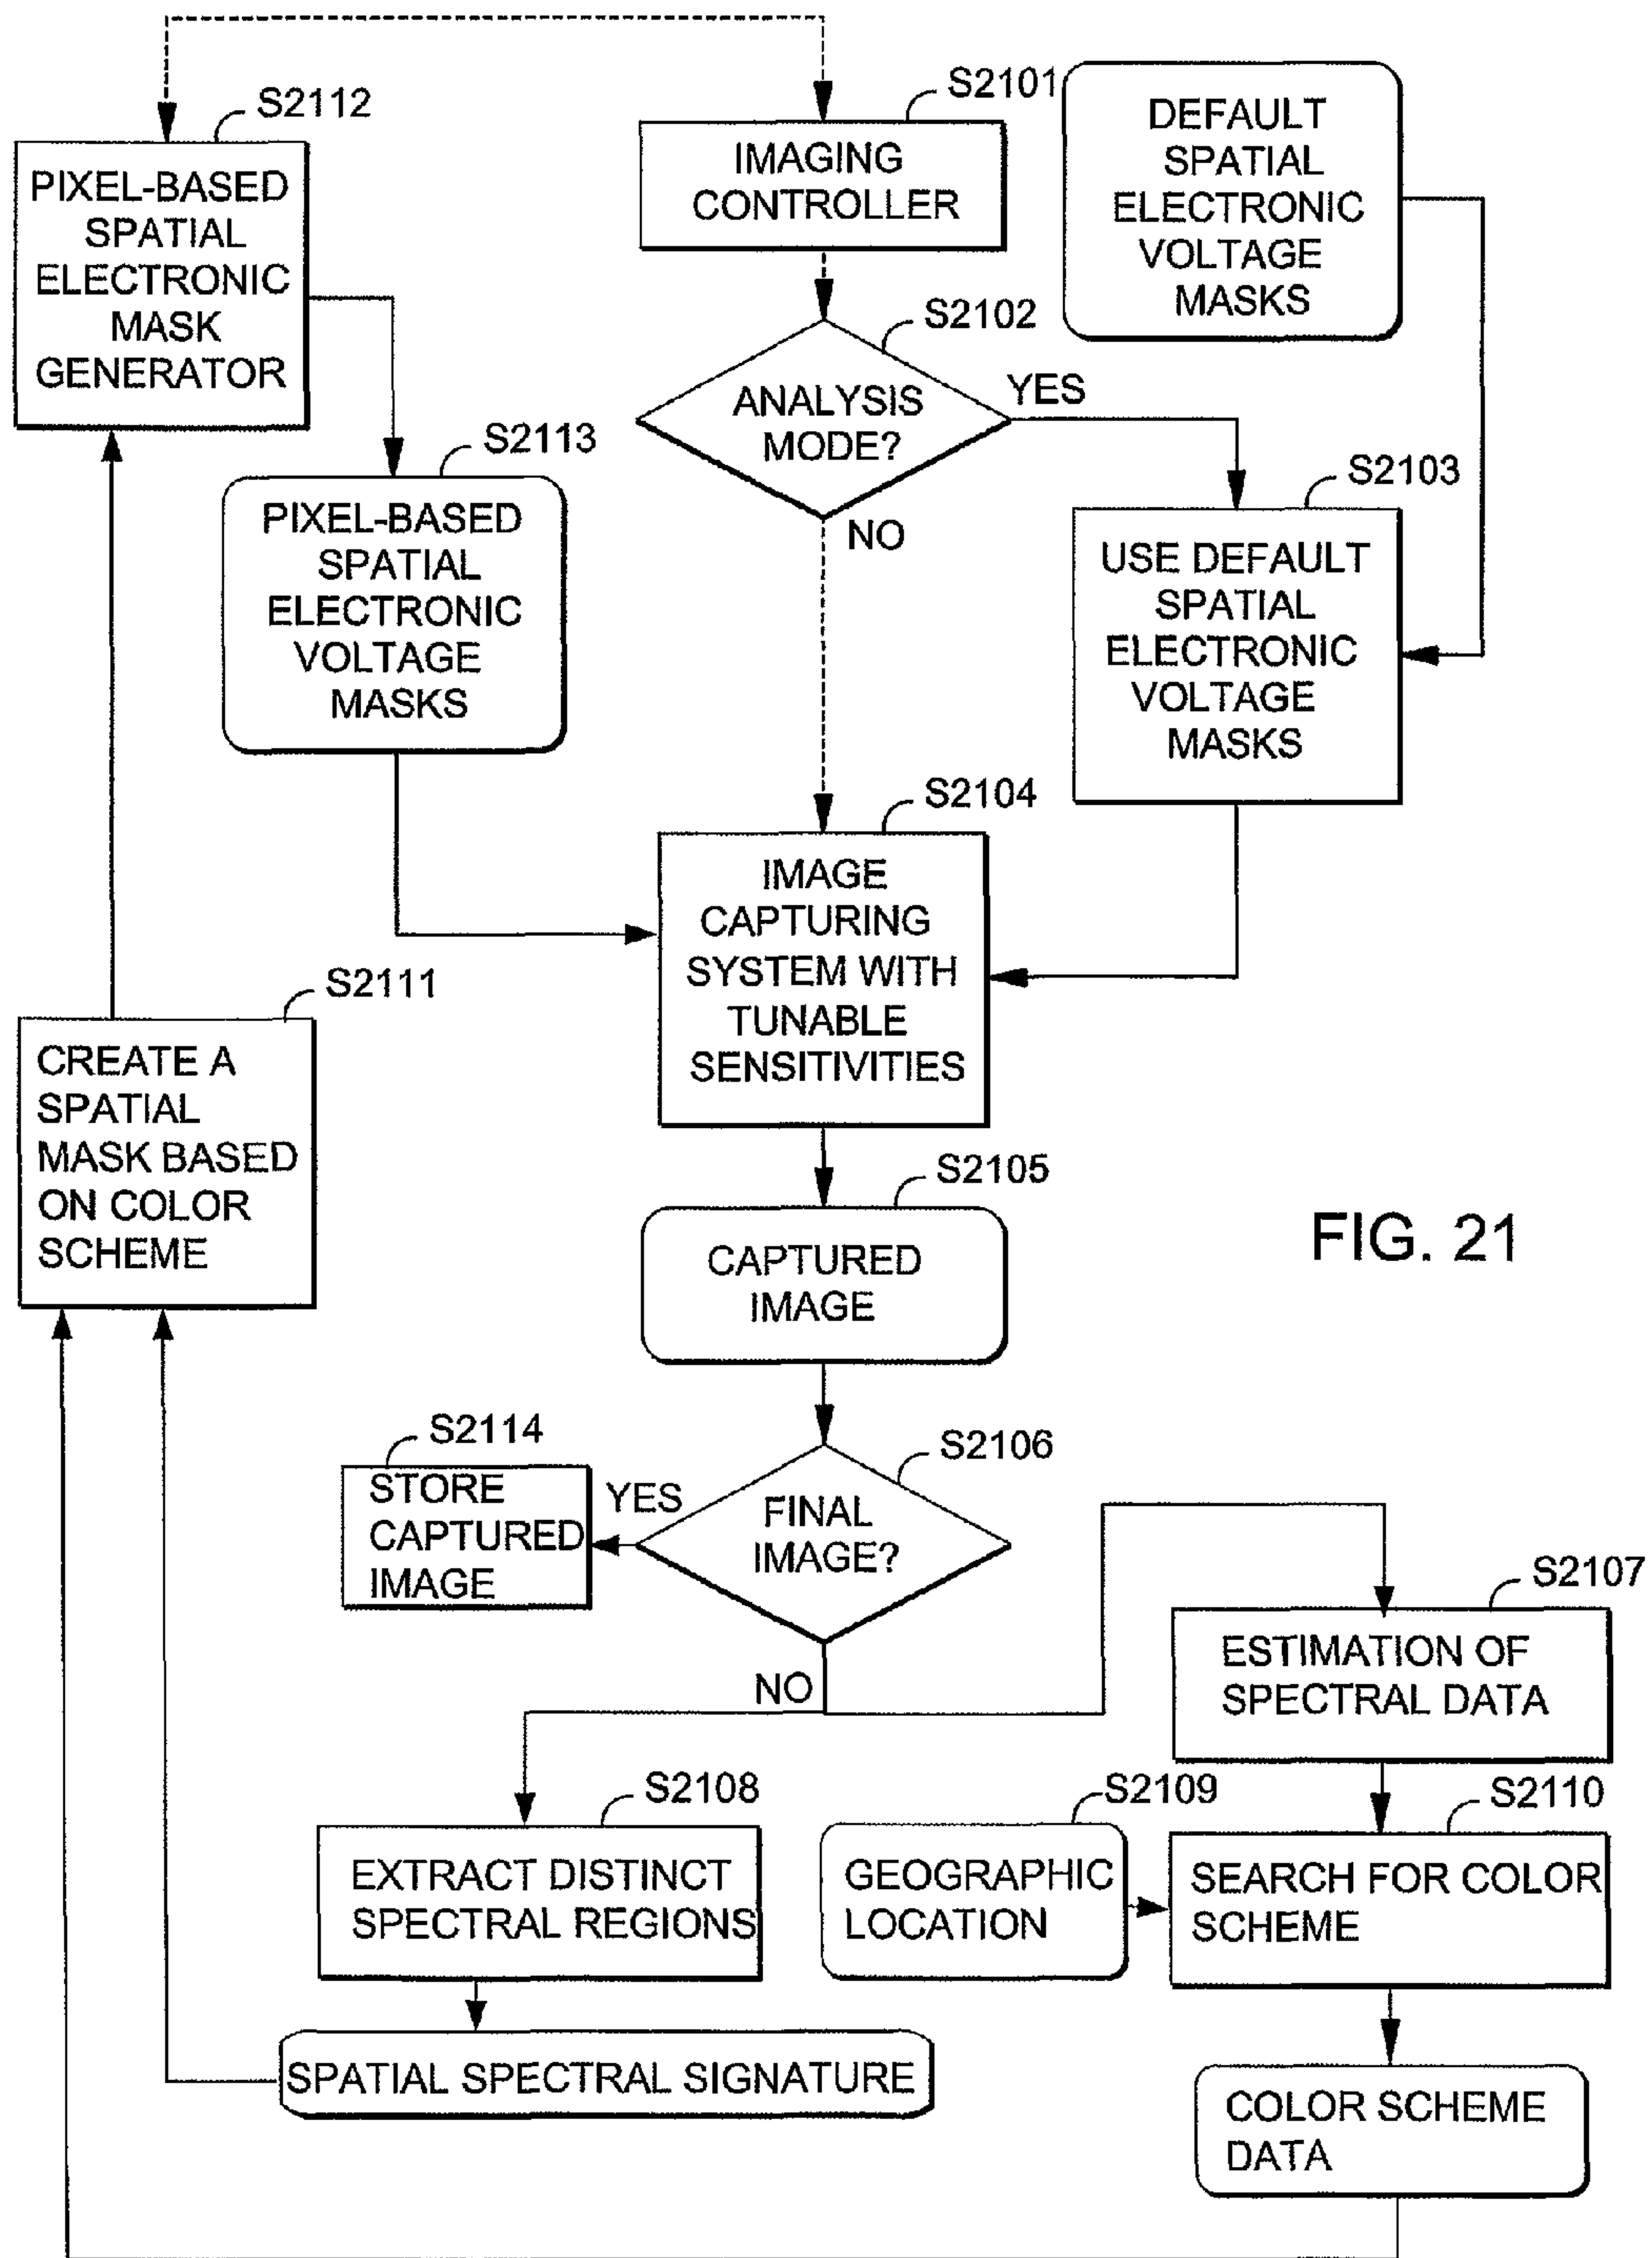 S2112
PIXEL-BASED
SPATIAL
ELECTRONIC
MASK
GENERATOR
S2101
IMAGING
CONTROLLER
DEFAULT
SPATIAL
ELECTRONIC
VOLTAGE
MASKS
S2102
ANALYSIS
MODE?
YES
NO
S2113
PIXEL-BASED
SPATIAL
ELECTRONIC
VOLTAGE
MASKS
S2103
USE DEFAULT
SPATIAL
ELECTRONIC
VOLTAGE
MASKS
S2104
IMAGE
CAPTURING
SYSTEM WITH
TUNABLE
SENSITIVITIES
S2111
CREATE A
SPATIAL
MASK BASED
ON COLOR
SCHEME
S2105
CAPTURED
IMAGE
FIG. 21
S2114
STORE
CAPTURED
IMAGE
YES
S2106
FINAL
IMAGE?
NO
S2107
ESTIMATION OF
SPECTRAL DATA
S2108
EXTRACT DISTINCT
SPECTRAL REGIONS
S2109
GEOGRAPHIC
LOCATION
S2110
SEARCH FOR COLOR
SCHEME
SPATIAL SPECTRAL SIGNATURE
COLOR SCHEME
DATA